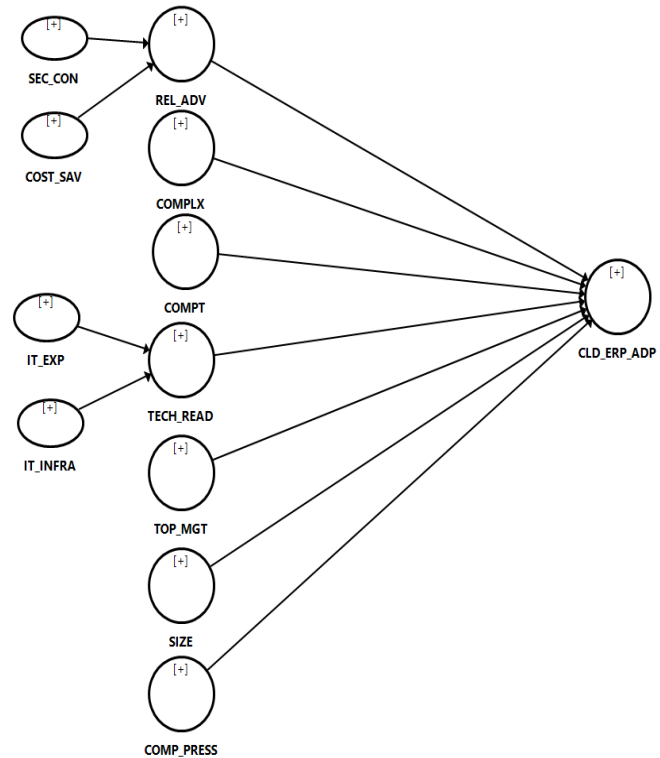 [+]
SEC_CON
[+]
REL_ADV
[+]
COST_SAV
[+]
COMPLX
[+]
COMPT
[+]
CLD_ERP_ADP
[+]
IT_EXP
[+]
TECH_READ
[+]
IT_INFRA
[+]
TOP_MGT
[+]
SIZE
[+]
COMP_PRESS